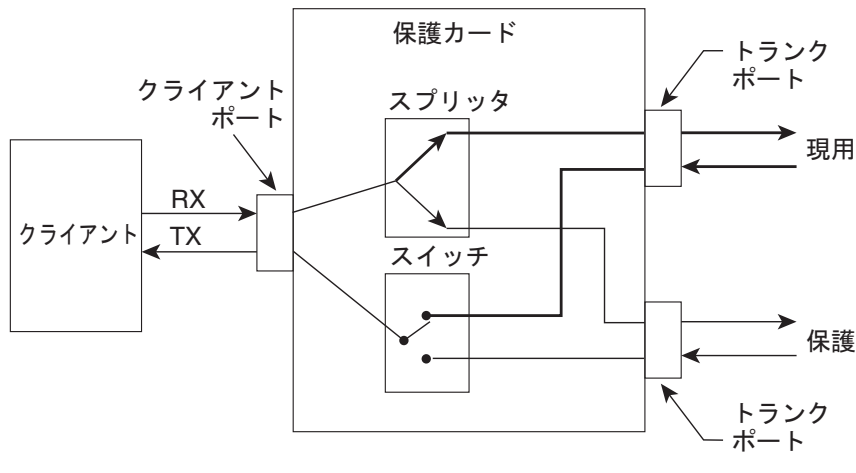 保護カード
トランク
ポート
クライアント
ポート
スプリッタ
現用
RX
クライアント
TX
スイッチ
保護
トランク
ポート